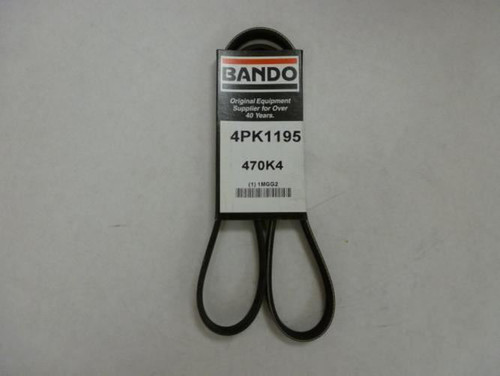 BANDO
Original Equipment
Supplier for Over
40 Years.
4PK1195
470K4
(1) 1MGG2